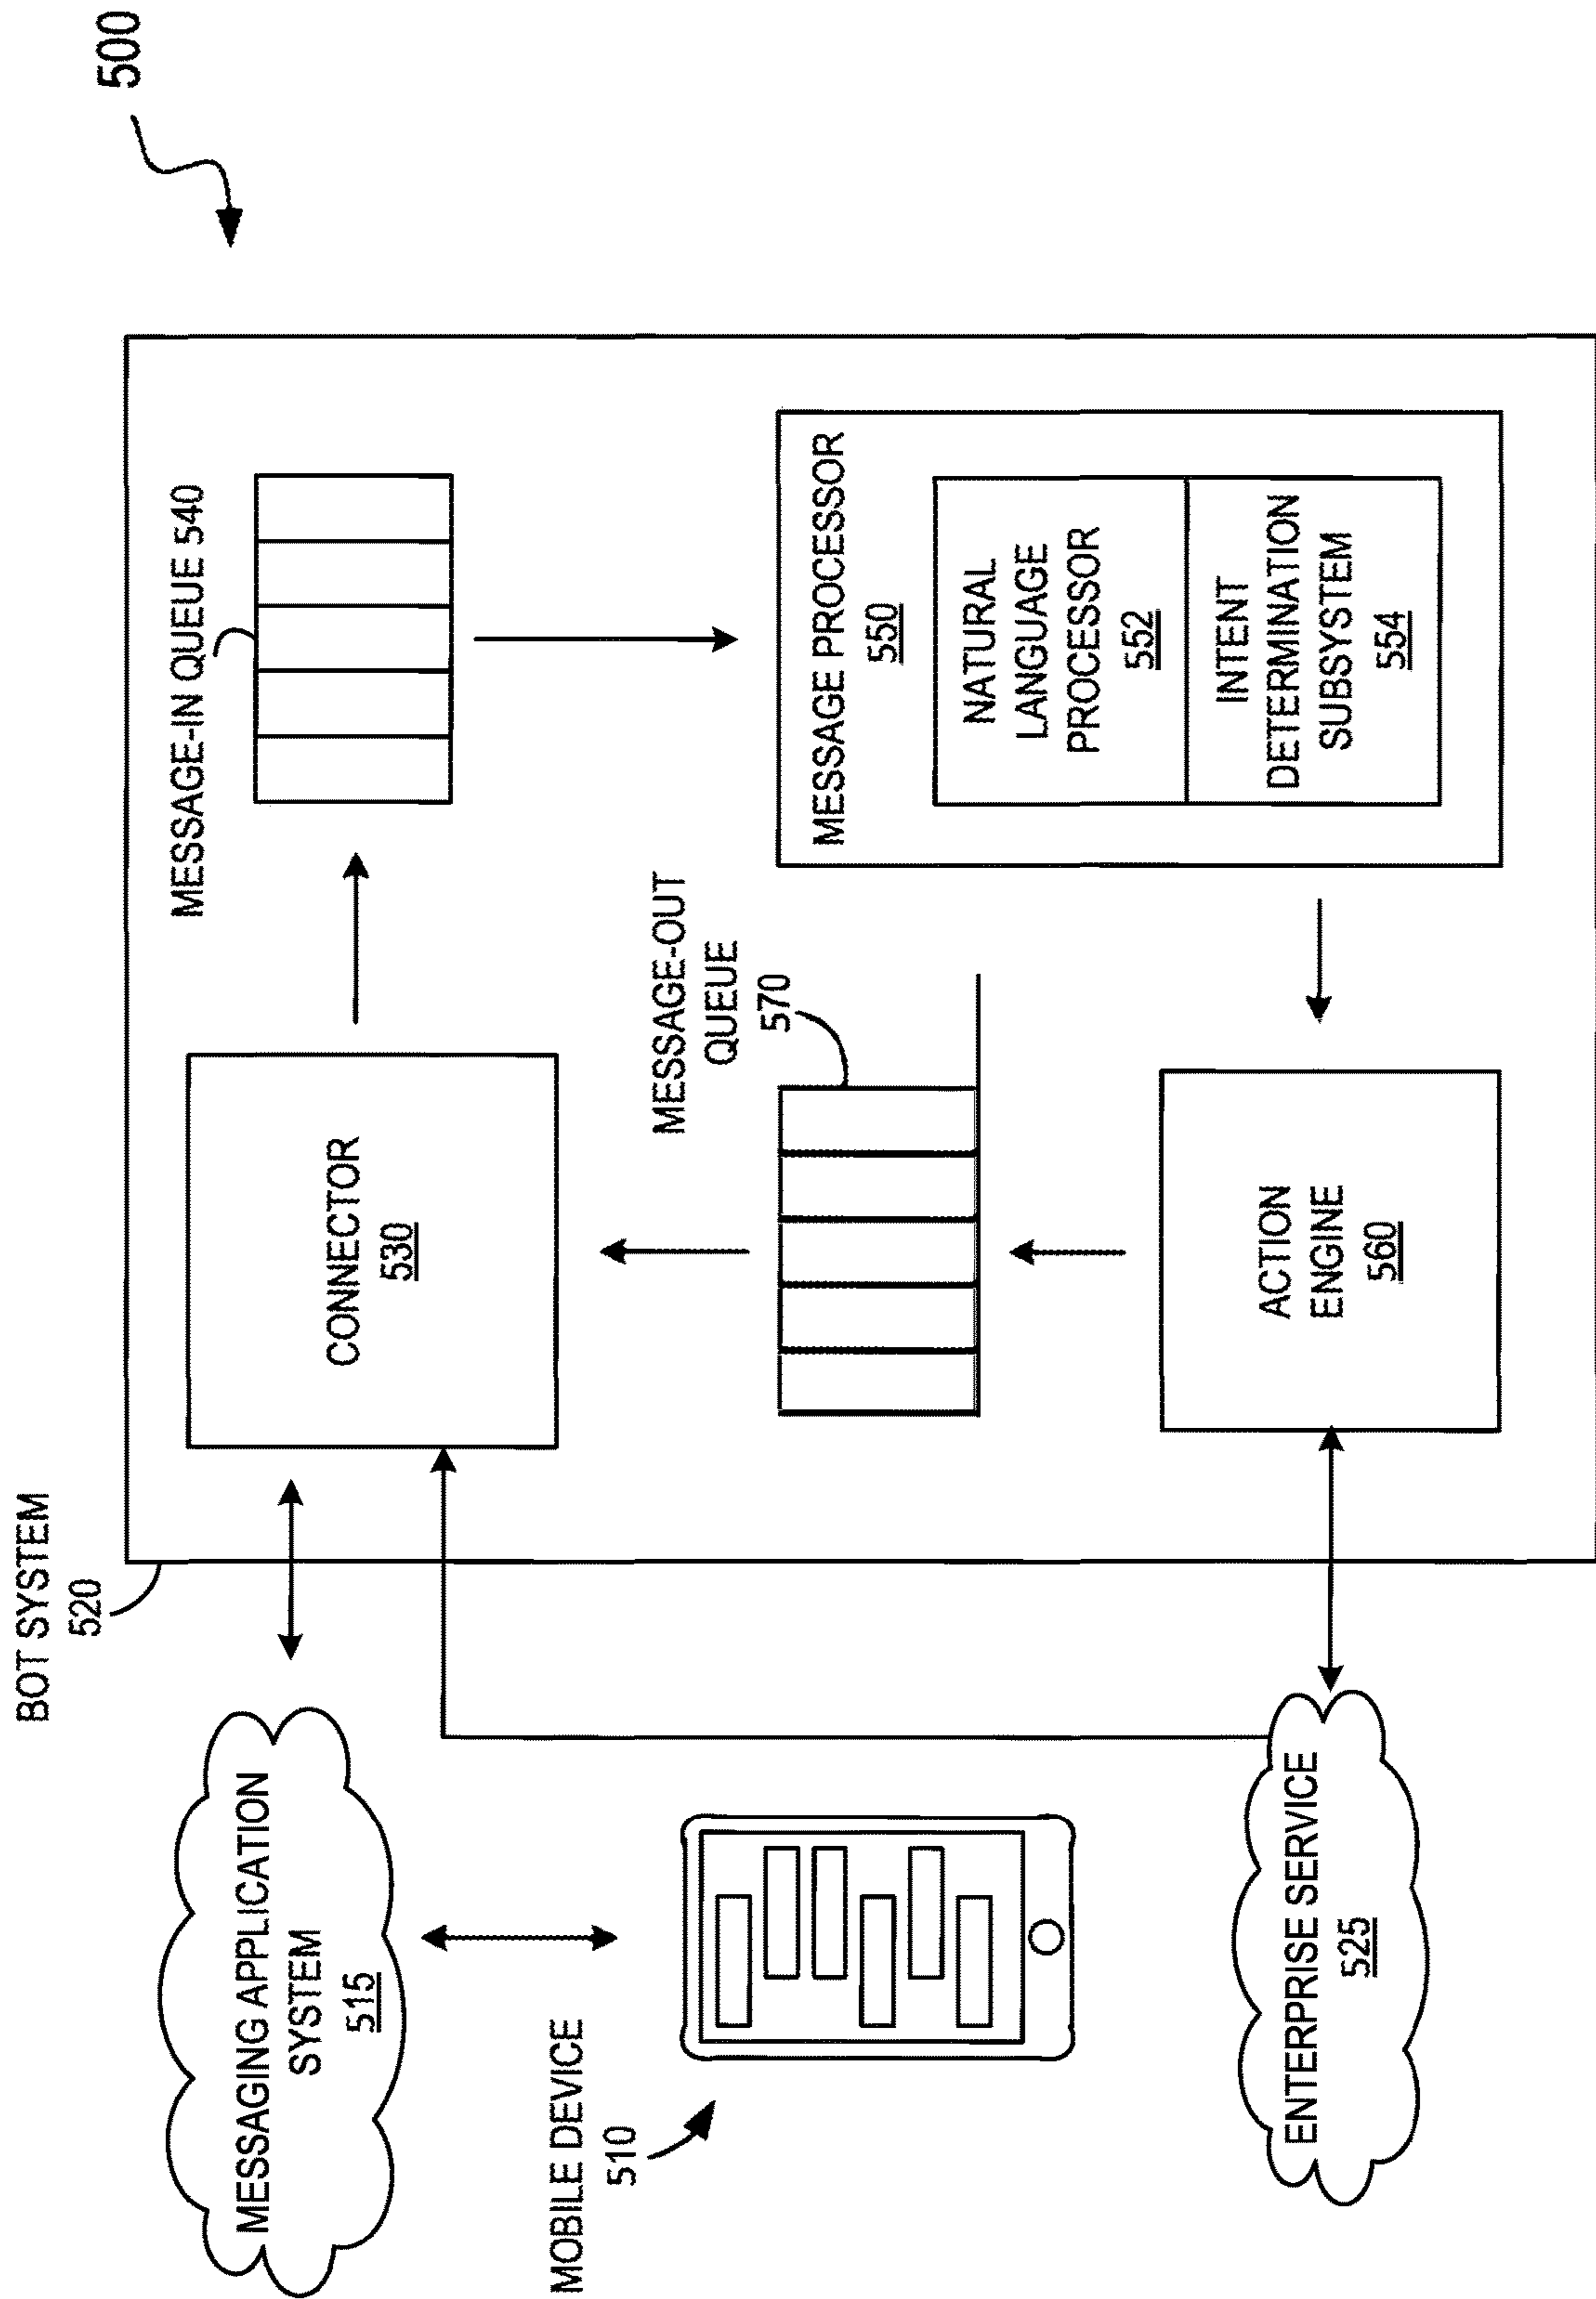 500
BOT SYSTEM
520
MESSAGING APPLICATION
SYSTEM
515
MOBILE DEVICE
510
ENTERPRISE SERVICE
525
CONNECTOR
530
MESSAGE-IN QUEUE 540
MESSAGE-OUT
QUEUE
570
MESSAGE PROCESSOR
550
NATURAL
LANGUAGE
PROCESSOR
552
INTENT
DETERMINATION
SUBSYSTEM
554
ACTION
ENGINE
560